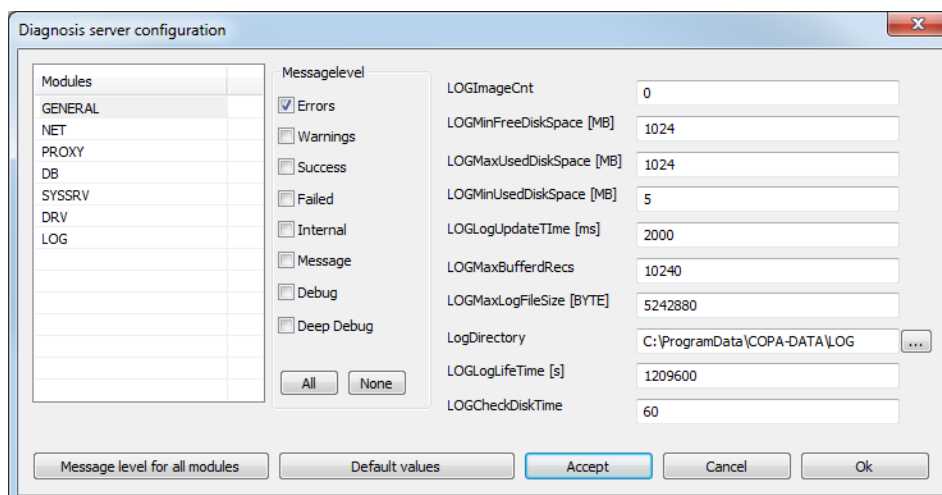 Diagnosis server configuration
Modules
GENERAL
NET
PROXY
DB
SYSSRV
DRV
LOG
Messagelevel
Errors
Warnings
Success
Failed
Internal
Message
Debug
Deep Debug
All None
LOGImageCnt 0
LOGMinFreeDiskSpace [MB] 1024
LOGMaxUsedDiskSpace [MB] 1024
LOGMinUsedDiskSpace [MB] 5
LOGLogUpdateTIme [ms] 2000
LOGMaxBufferdRecs 10240
LOGMaxLogFileSize [BYTE] 5242880
LogDirectory C:\ProgramData\COPA-DATA\LOG ...
LOGLogLifeTime [s] 1209600
LOGCheckDiskTime 60
Message level for all modules Default values Accept Cancel Ok